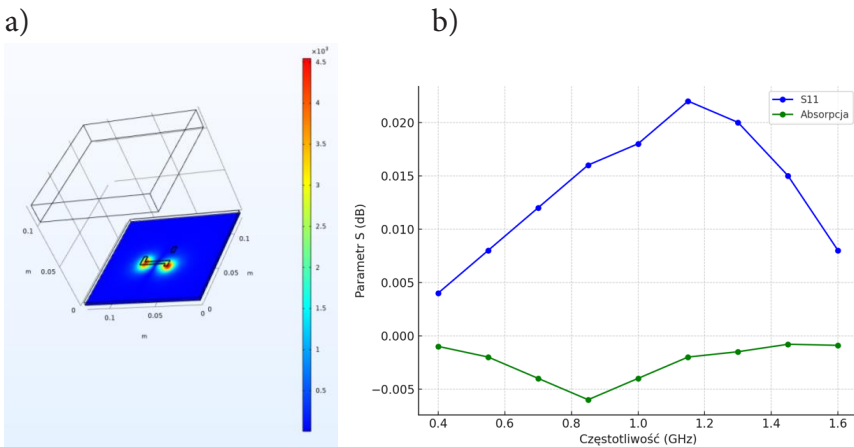 a)
b)
×10³
4.5
4
3.5
3
2.5
2
1.5
1
0.5
0.1
m 0.05
0
0.1
0.05
m
0
0.1
0.05 m
0
S11
Absorpcja
Parametr S (dB)
0.020
0.015
0.010
0.005
0.000
−0.005
0.4 0.6 0.8 1.0 1.2 1.4 1.6
Częstotliwość (GHz)